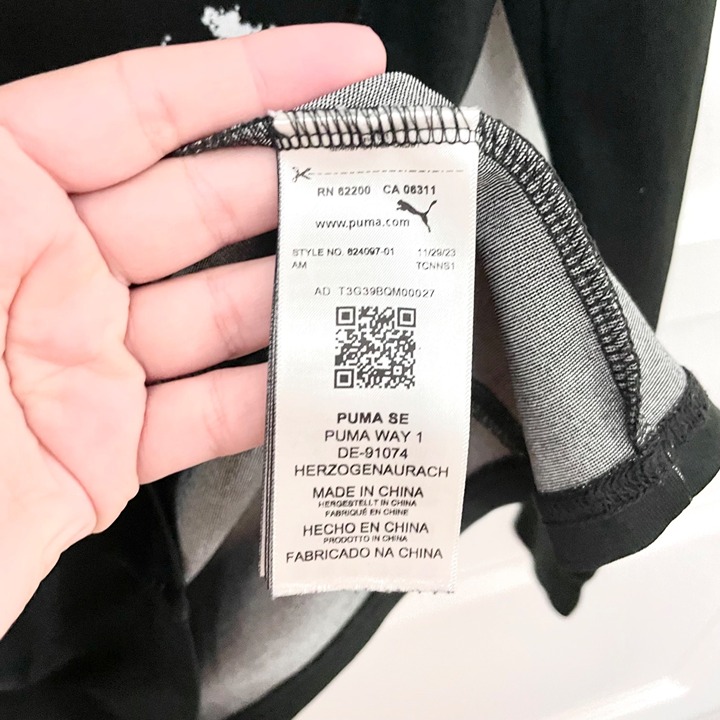 RN 62200 CA 06311
www.puma.com
STYLE NO. 624097-01 11/29/23
AM TCNNS1
AD T3G39BQM00027
PUMA SE
PUMA WAY 1
DE-91074
HERZOGENAURACH
MADE IN CHINA
HERGESTELLT IN CHINA
FABRIQUÉ EN CHINE
HECHO EN CHINA
PRODOTTO IN CHINA
FABRICADO NA CHINA